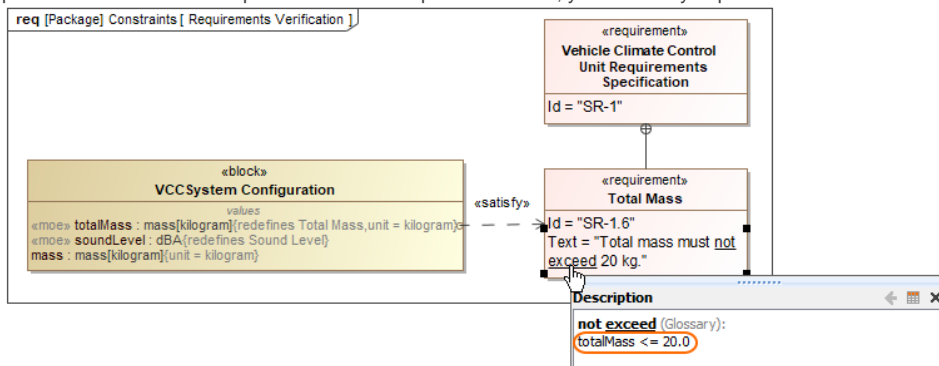 req [Package] Constraints [ Requirements Verification ]
«requirement»
Vehicle Climate Control
Unit Requirements
Specification
Id = "SR-1"
«block»
VCCSystem Configuration
values
«moe» totalMass : mass[kilogram]{redefines Total Mass,unit = kilogram}
«moe» soundLevel : dBA{redefines Sound Level}
mass : mass[kilogram]{unit = kilogram}
«satisfy»
«requirement»
Total Mass
Id = "SR-1.6"
Text = "Total mass must not
exceed 20 kg."
Description
not exceed (Glossary):
totalMass <= 20.0